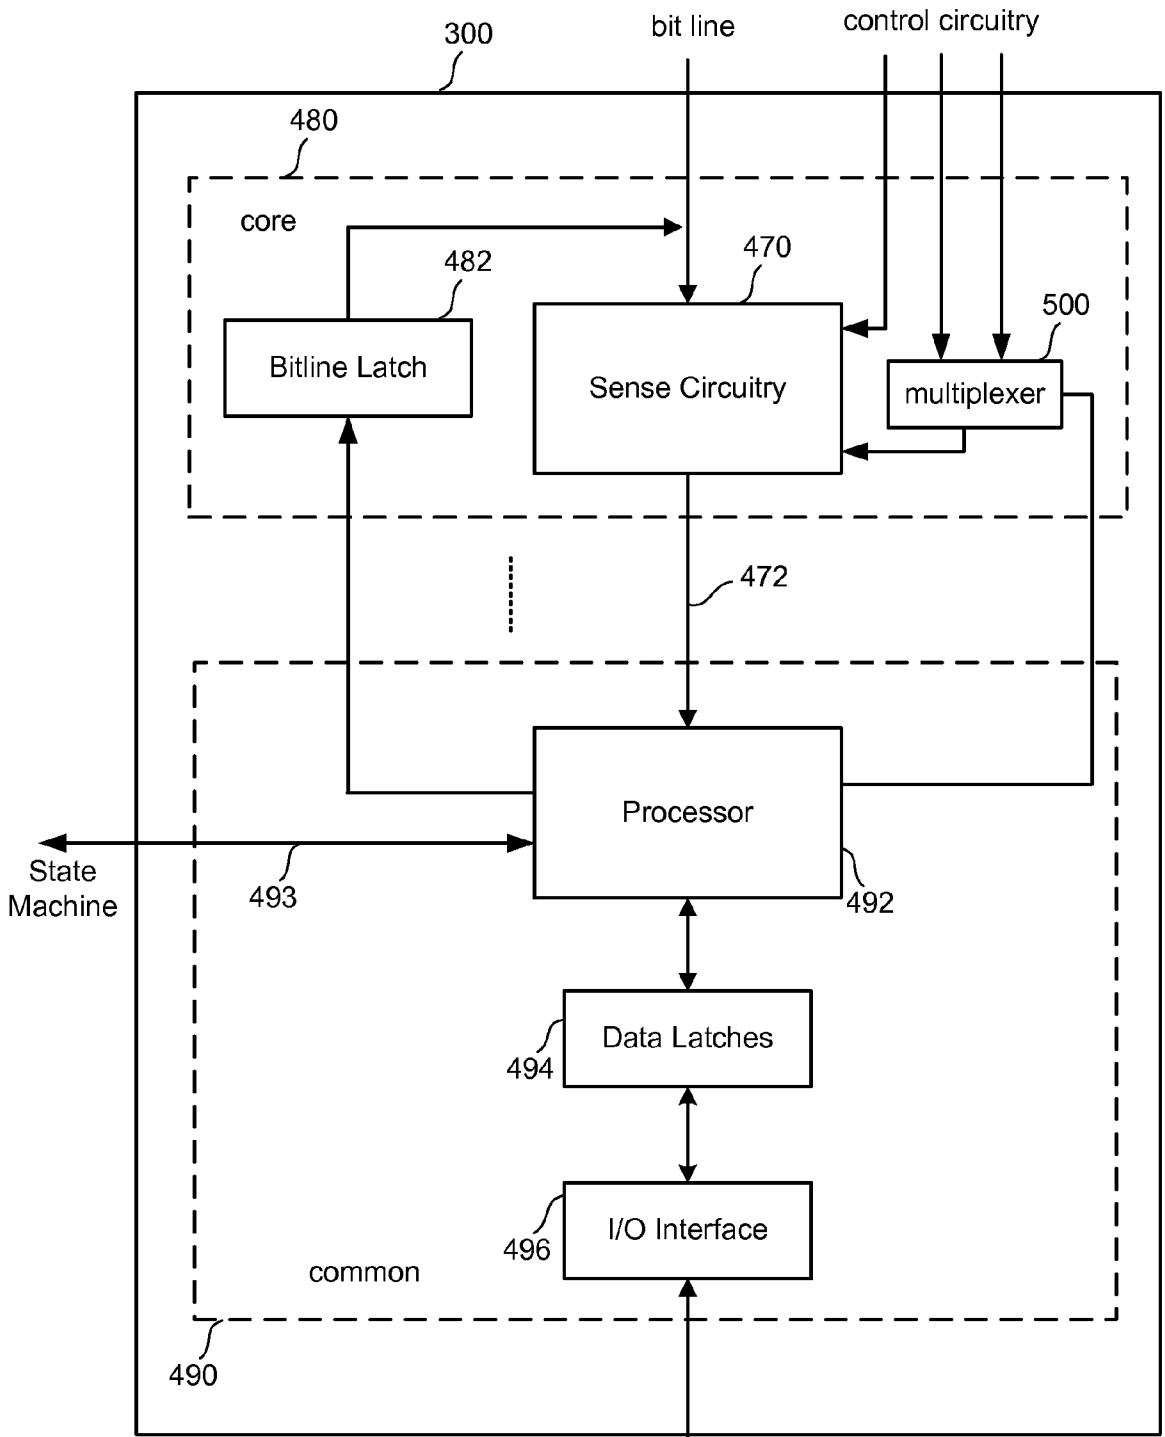 bit line
control circuitry
300
480
core
482
470
500
Bitline Latch
Sense Circuitry
multiplexer
472
Processor
State
Machine
493
492
Data Latches
494
I/O Interface
496
common
490